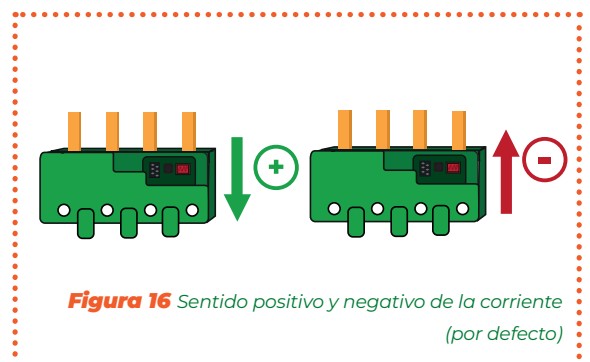 +
-
Figura 16 Sentido positivo y negativo de la corriente
(por defecto)